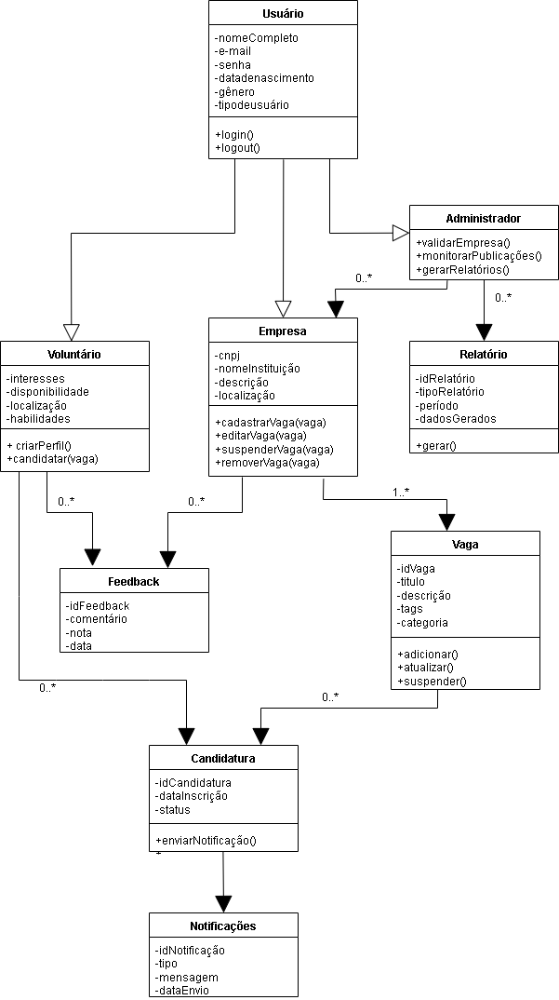 Usuário
-nomeCompleto
-e-mail
-senha
-datadenascimento
-gênero
-tipodeusuário
+login()
+logout()
Administrador
+validarEmpresa()
+monitorarPublicações()
+gerarRelatórios()
0..*
0..*
Empresa
-cnpj
-nomeInstituição
-descrição
-localização
+cadastrarVaga(vaga)
+editarVaga(vaga)
+suspenderVaga(vaga)
+removerVaga(vaga)
Voluntário
-interesses
-disponibilidade
-localização
-habilidades
+ criarPerfil()
+candidatar(vaga)
Relatório
-idRelatório
-tipoRelatório
-período
-dadosGerados
+gerar()
0..*
0..*
1..*
Feedback
-idFeedback
-comentário
-nota
-data
Vaga
-idVaga
-titulo
-descrição
-tags
-categoria
+adicionar()
+atualizar()
+suspender()
0..*
0..*
Candidatura
-idCandidatura
-dataInscrição
-status
+enviarNotificação()
+
Notificações
-idNotificação
-tipo
-mensagem
-dataEnvio